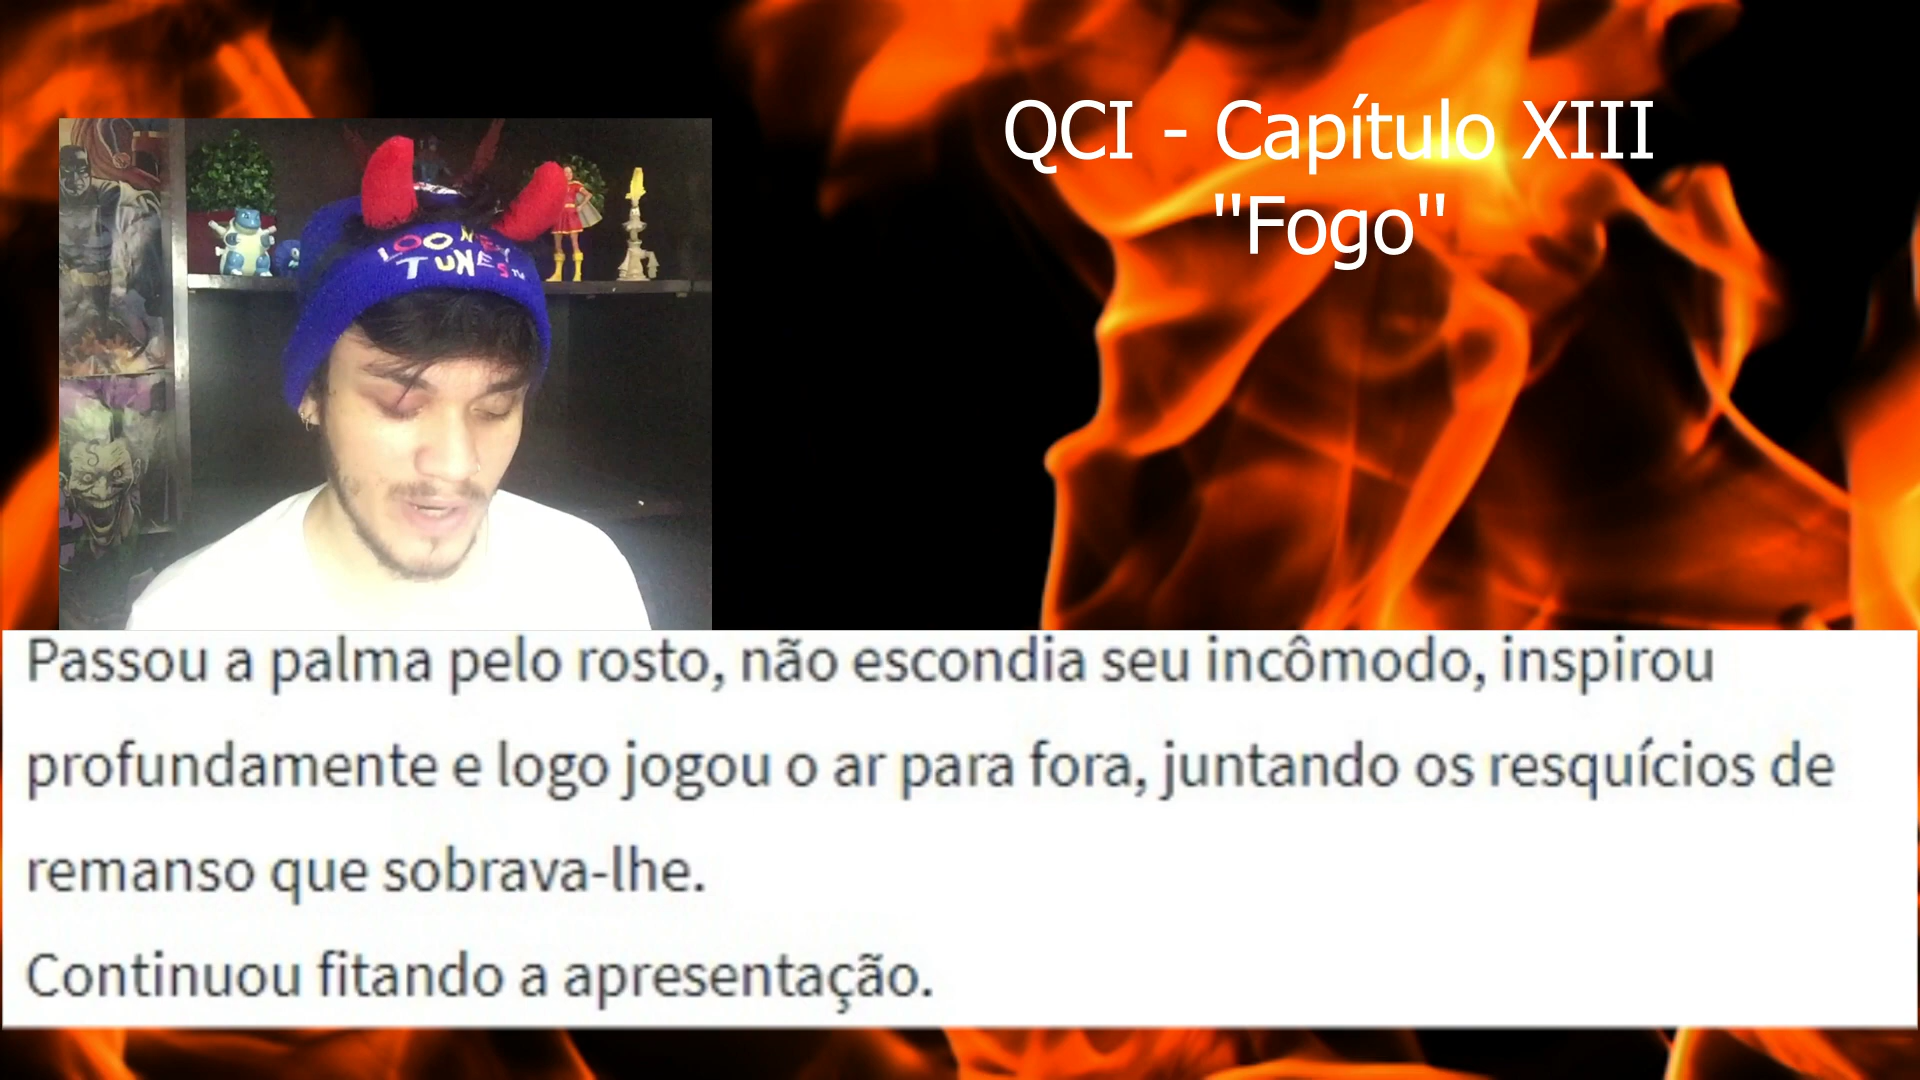 QCI - Capítulo XIII
"Fogo"
LOONEY
TUNES
Passou a palma pelo rosto, não escondia seu incômodo, inspirou
profundamente e logo jogou o ar para fora, juntando os resquícios de
remanso que sobrava-lhe.
Continuou fitando a apresentação.